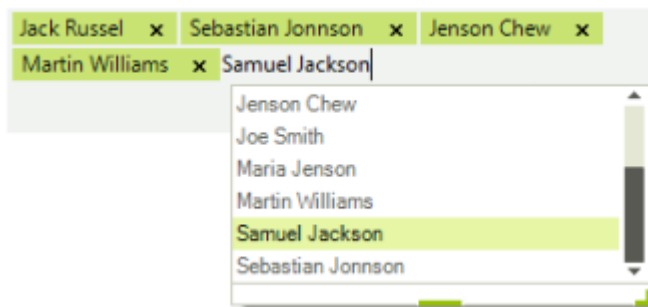 Jack Russel x Sebastian Jonnson x Jenson Chew x
Martin Williams x Samuel Jackson
Jenson Chew
Joe Smith
Maria Jenson
Martin Williams
Samuel Jackson
Sebastian Jonnson